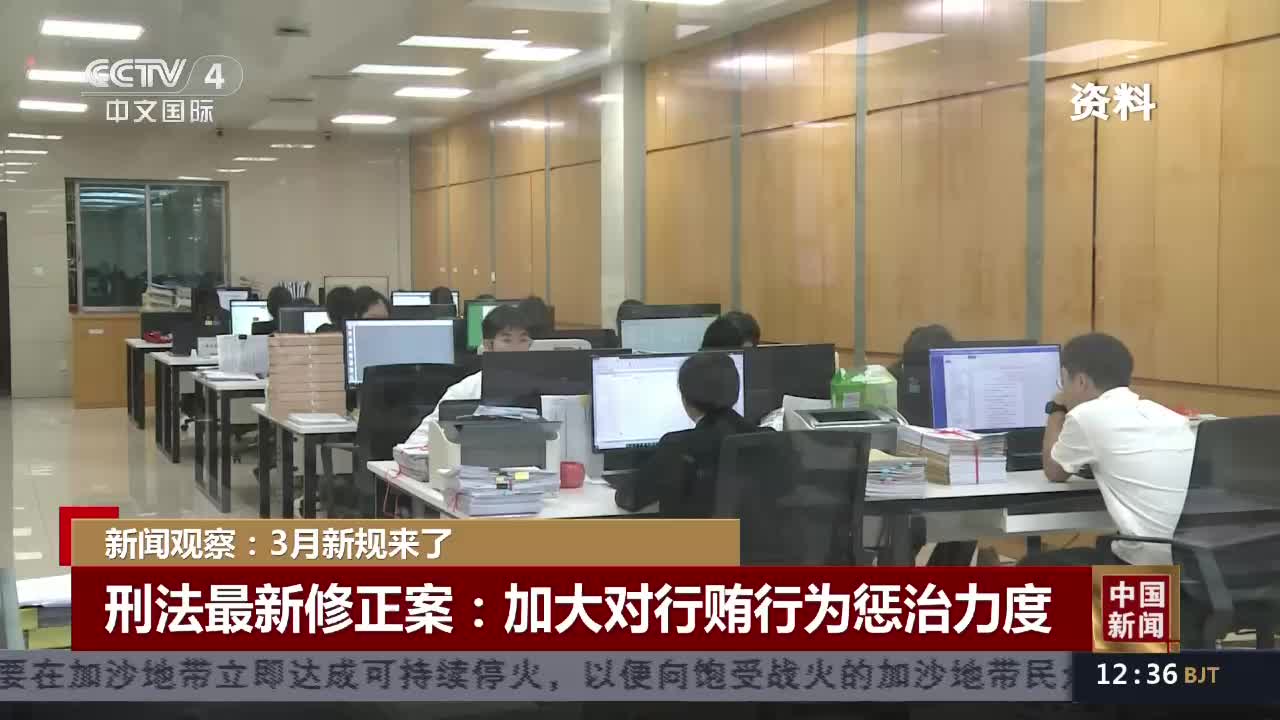 CCTV 4
中文国际
资料
新闻观察：3月新规来了
刑法最新修正案：加大对行贿行为惩治力度
中国
新闻
要在加沙地带立即达成可持续停火，以便向饱受战火的加沙地带民
12:36 BJT